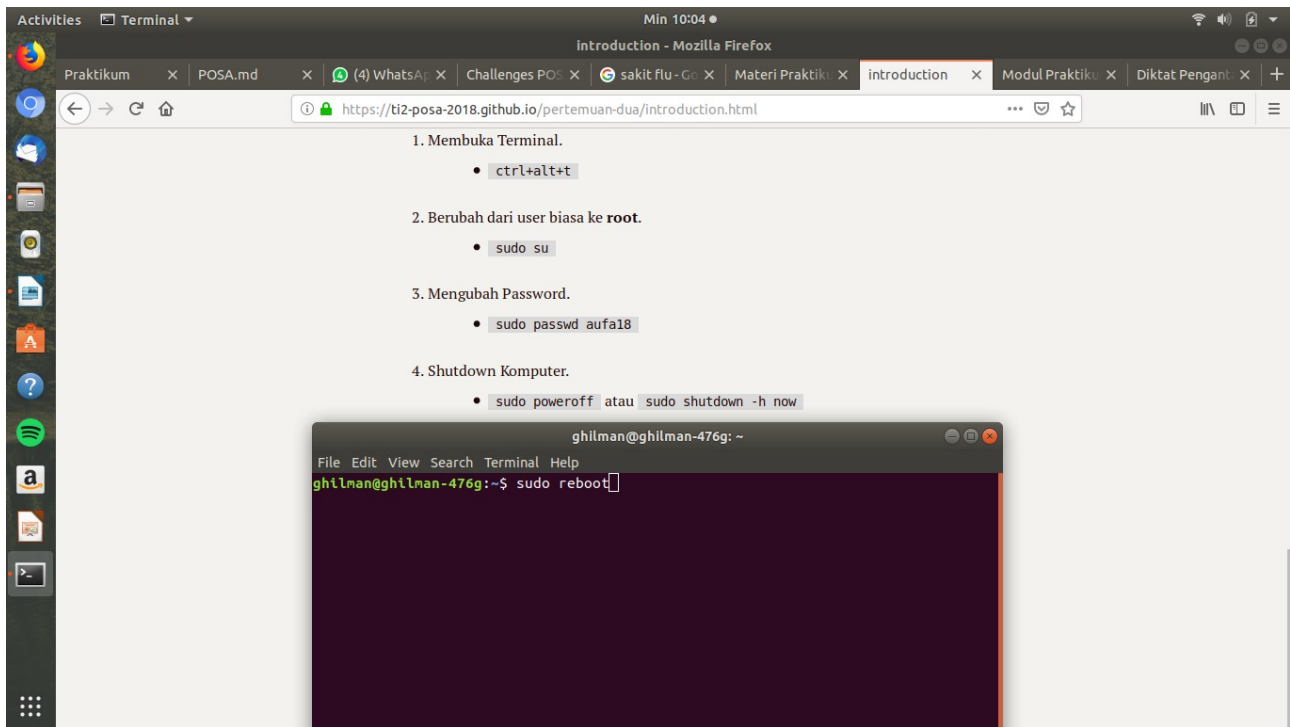 Activities Terminal Min 10:04
introduction - Mozilla Firefox
Praktikum POSA.md (4) WhatsAp Challenges POS sakit flu - Go Materi Praktiku introduction Modul Praktiku Diktat Pengant
https://ti2-posa-2018.github.io/pertemuan-dua/introduction.html
1. Membuka Terminal.
ctrl+alt+t
2. Berubah dari user biasa ke root.
sudo su
3. Mengubah Password.
sudo passwd aufa18
4. Shutdown Komputer.
sudo poweroff atau sudo shutdown -h now
ghilman@ghilman-476g: ~
File Edit View Search Terminal Help
ghilman@ghilman-476g:~$ sudo reboot